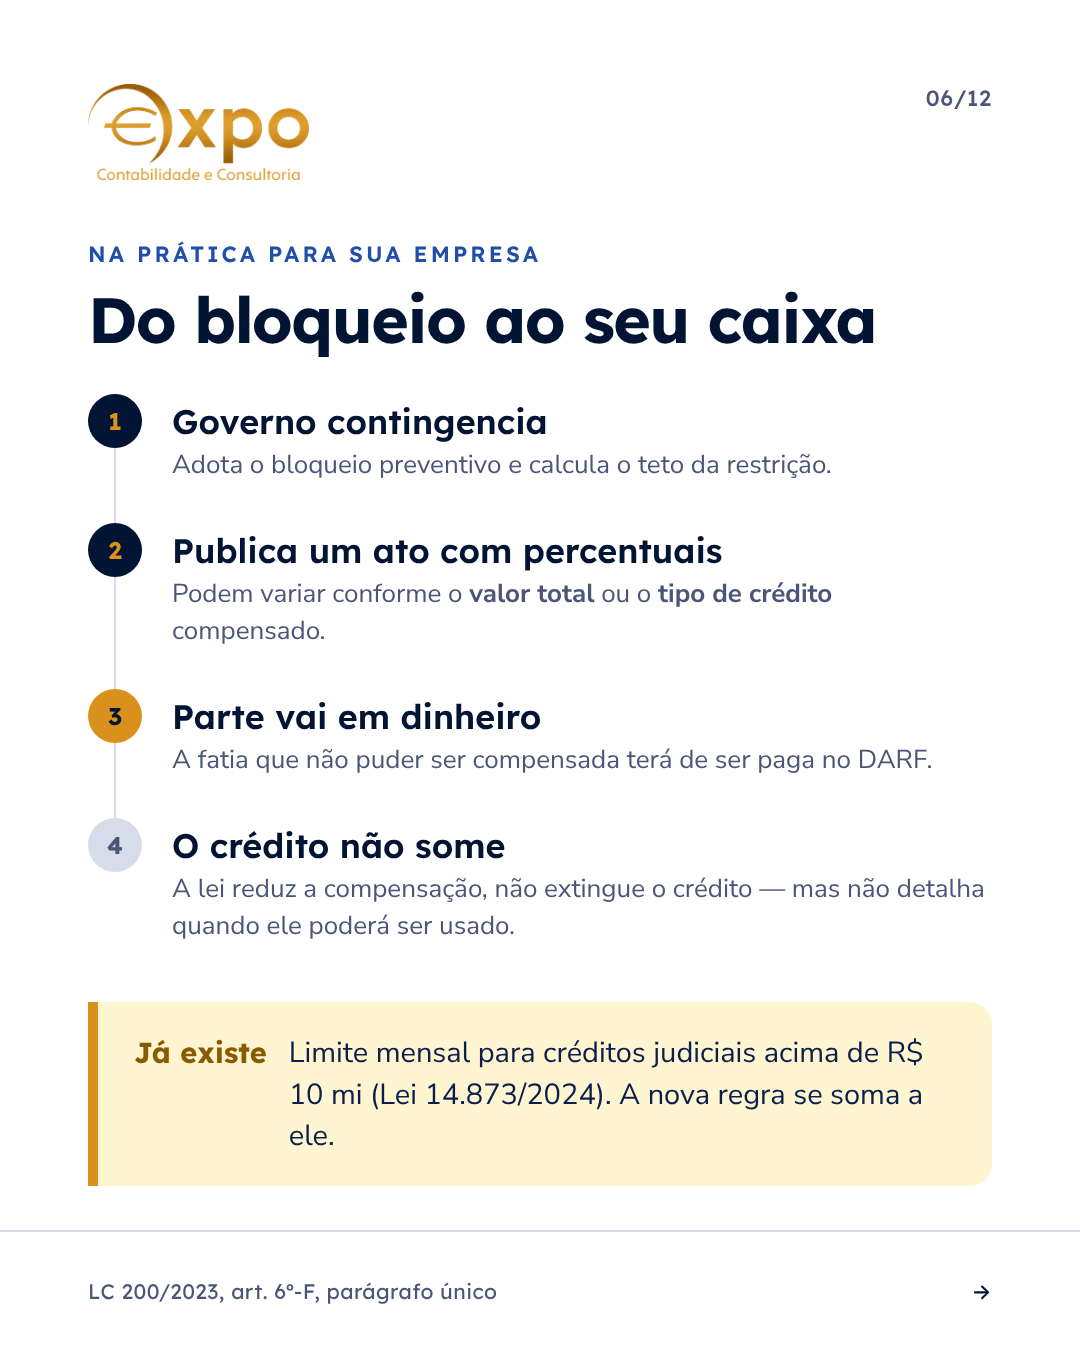 Expo
Contabilidade e Consultoria
06/12
NA PRÁTICA PARA SUA EMPRESA
Do bloqueio ao seu caixa
1
Governo contingencia
Adota o bloqueio preventivo e calcula o teto da restrição.
2
Publica um ato com percentuais
Podem variar conforme o valor total ou o tipo de crédito
compensado.
3
Parte vai em dinheiro
A fatia que não puder ser compensada terá de ser paga no DARF.
4
O crédito não some
A lei reduz a compensação, não extingue o crédito — mas não detalha
quando ele poderá ser usado.
Já existe Limite mensal para créditos judiciais acima de R$
10 mi (Lei 14.873/2024). A nova regra se soma a
ele.
LC 200/2023, art. 6º-F, parágrafo único →